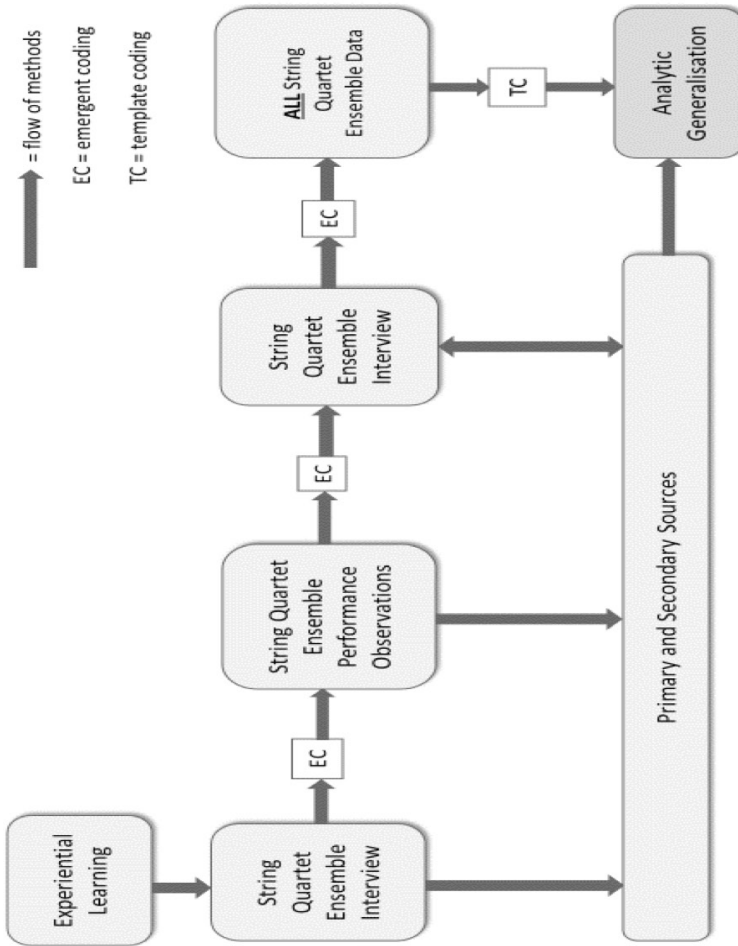 Experiential
Learning
String
Quartet
Ensemble
Interview
EC
String Quartet
Ensemble
Performance
Observations
EC
String
Quartet
Ensemble
Interview
EC
ALL String
Quartet
Ensemble Data
TC
Analytic
Generalisation
Primary and Secondary Sources
= flow of methods
EC = emergent coding
TC = template coding